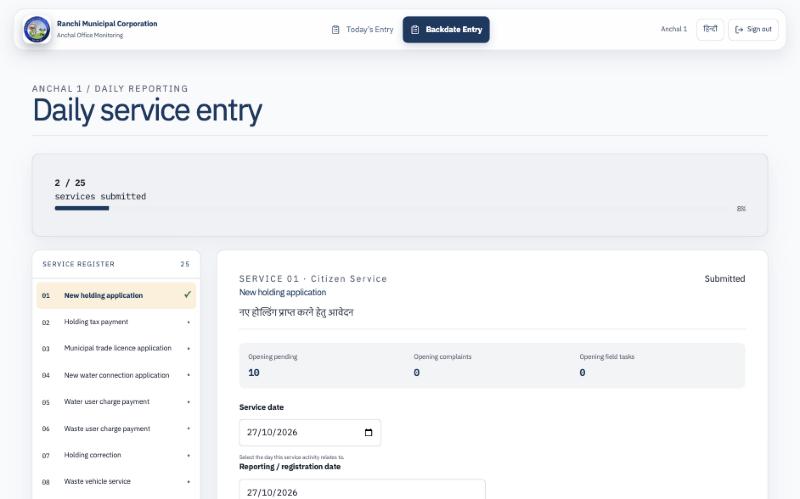 Ranchi Municipal Corporation
Anchal Office Monitoring
Today's Entry
Backdate Entry
Anchal 1
हिन्दी
Sign out
ANCHAL 1 / DAILY REPORTING
Daily service entry
2 / 25
services submitted
8%
SERVICE REGISTER 25
01 New holding application ✓
02 Holding tax payment •
03 Municipal trade licence application •
04 New water connection application •
05 Water user charge payment •
06 Waste user charge payment •
07 Holding correction •
08 Waste vehicle service •
SERVICE 01 · Citizen Service
Submitted
New holding application
नए होल्डिंग प्राप्त करने हेतु आवेदन
Opening pending Opening complaints Opening field tasks
10 0 0
Service date
27/10/2026
Select the day this service activity relates to.
Reporting / registration date
27/10/2026